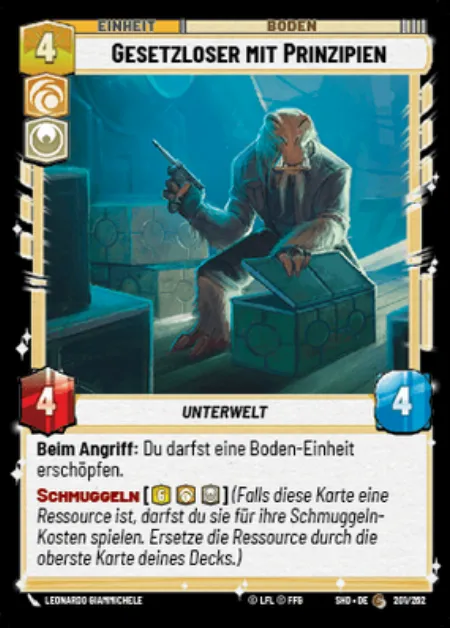 EINHEIT
BODEN
4
GESETZLOSER MIT PRINZIPIEN
4
UNTERWELT
4
Beim Angriff: Du darfst eine Boden-Einheit
erschöpfen.
SCHMUGGELN [6] (Falls diese Karte eine
Ressource ist, darfst du sie für ihre Schmuggeln-
Kosten spielen. Ersetze die Ressource durch die
oberste Karte deines Decks.)
LEONARDO GIAMMICHELE
© LFL © FFG
SHD • DE
201/262